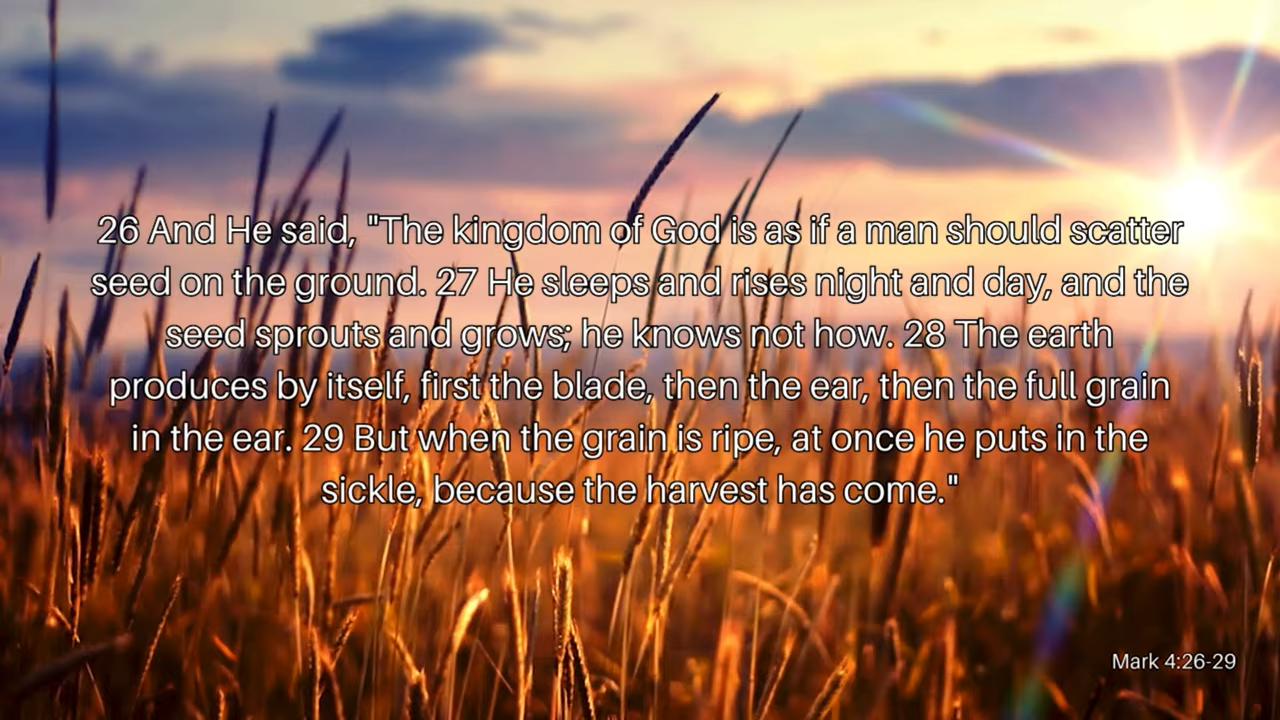 26 And He said, "The kingdom of God is as if a man should scatter
seed on the ground. 27 He sleeps and rises night and day, and the
seed sprouts and grows; he knows not how. 28 The earth
produces by itself, first the blade, then the ear, then the full grain
in the ear. 29 But when the grain is ripe, at once he puts in the
sickle, because the harvest has come."
Mark 4:26-29